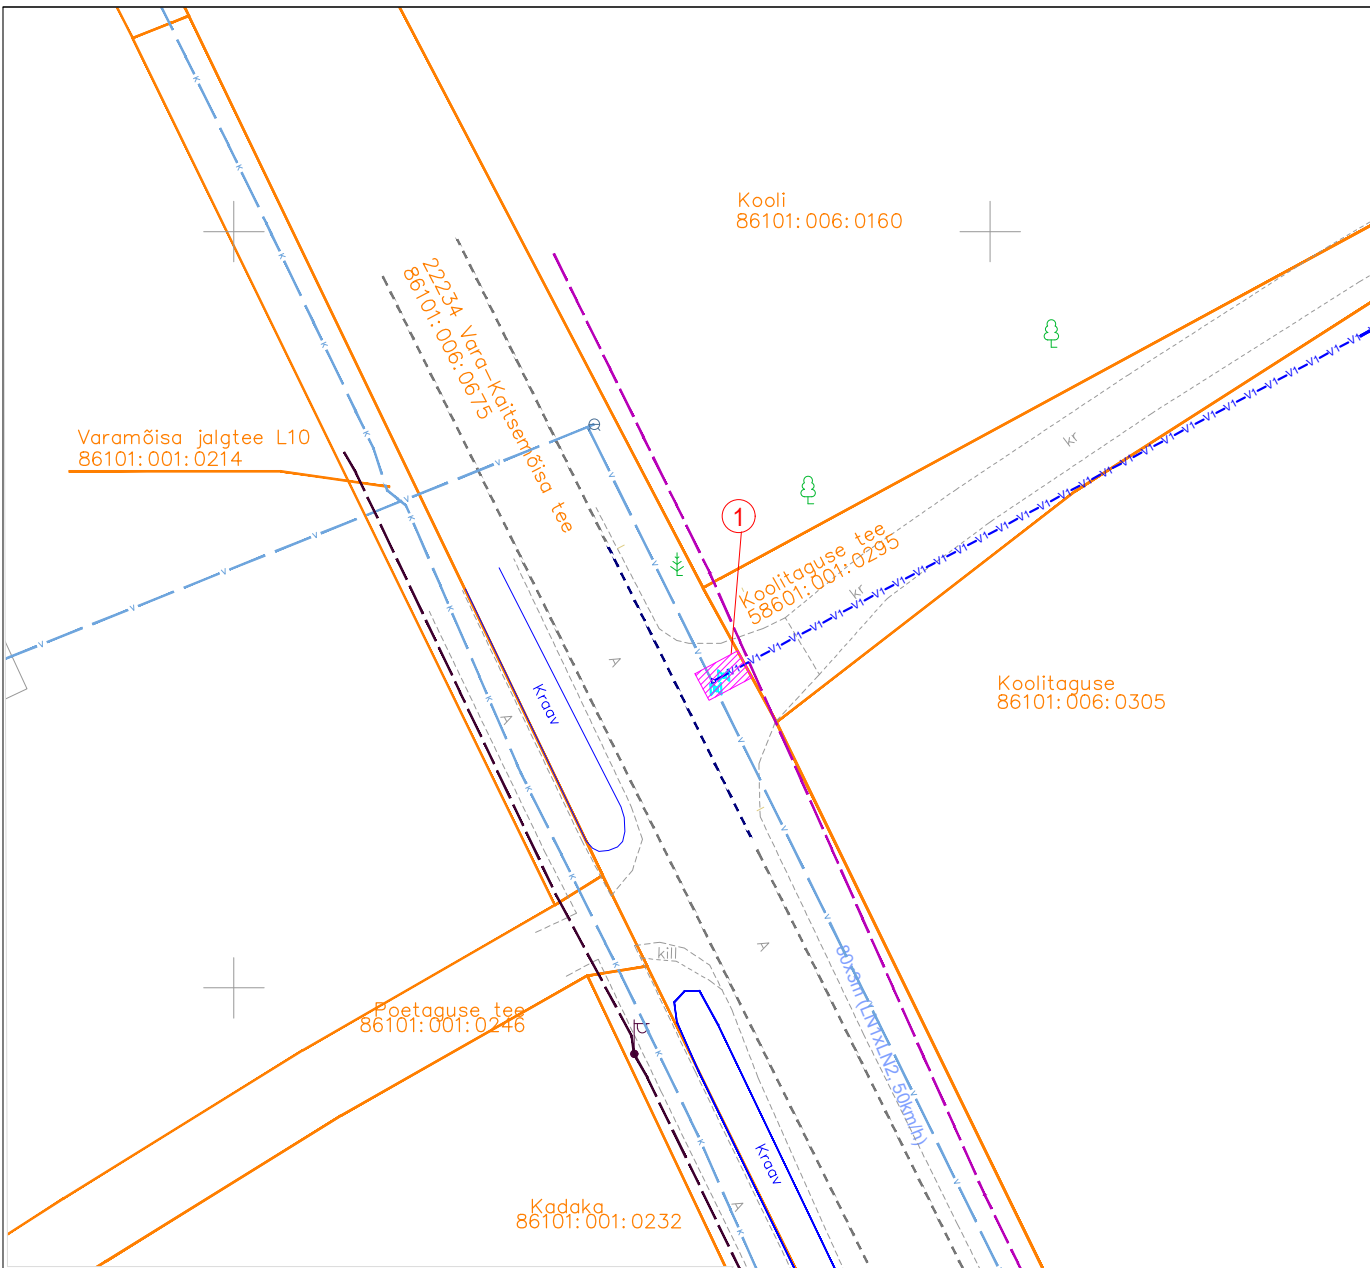 Kooli
86101:006:0160
22234 Vara-Kaitsemõisa tee
86101:006:0675
Varamõisa jalgtee L10
86101:001:0214
kr
1
Koolitaguse tee
58601:001:0295
kr
A
Kraav
A
Koolitaguse
86101:006:0305
A
kill
80x3m (LN1xLN2, 50km/h)
Poetaguse tee
86101:001:0246
Kraav
A
Kadaka
86101:001:0232